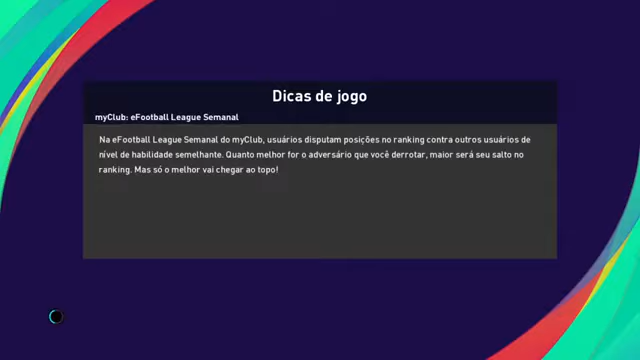 Dicas de jogo
myClub: eFootball League Semanal
Na eFootball League Semanal do myClub, usuários disputam posições no ranking contra outros usuários de
nível de habilidade semelhante. Quanto melhor for o adversário que você derrotar, maior será seu salto no
ranking. Mas só o melhor vai chegar ao topo!